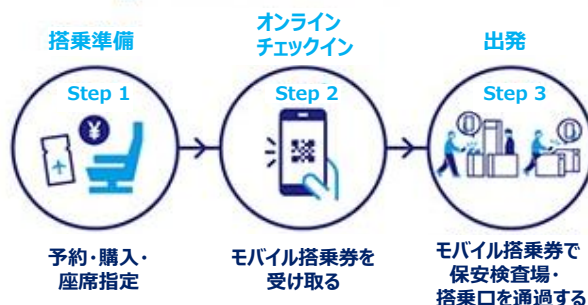 搭乗準備
オンライン
チェックイン
出発
Step 1
Step 2
Step 3
¥
予約・購入・
座席指定
モバイル搭乗券を
受け取る
モバイル搭乗券で
保安検査場・
搭乗口を通過する